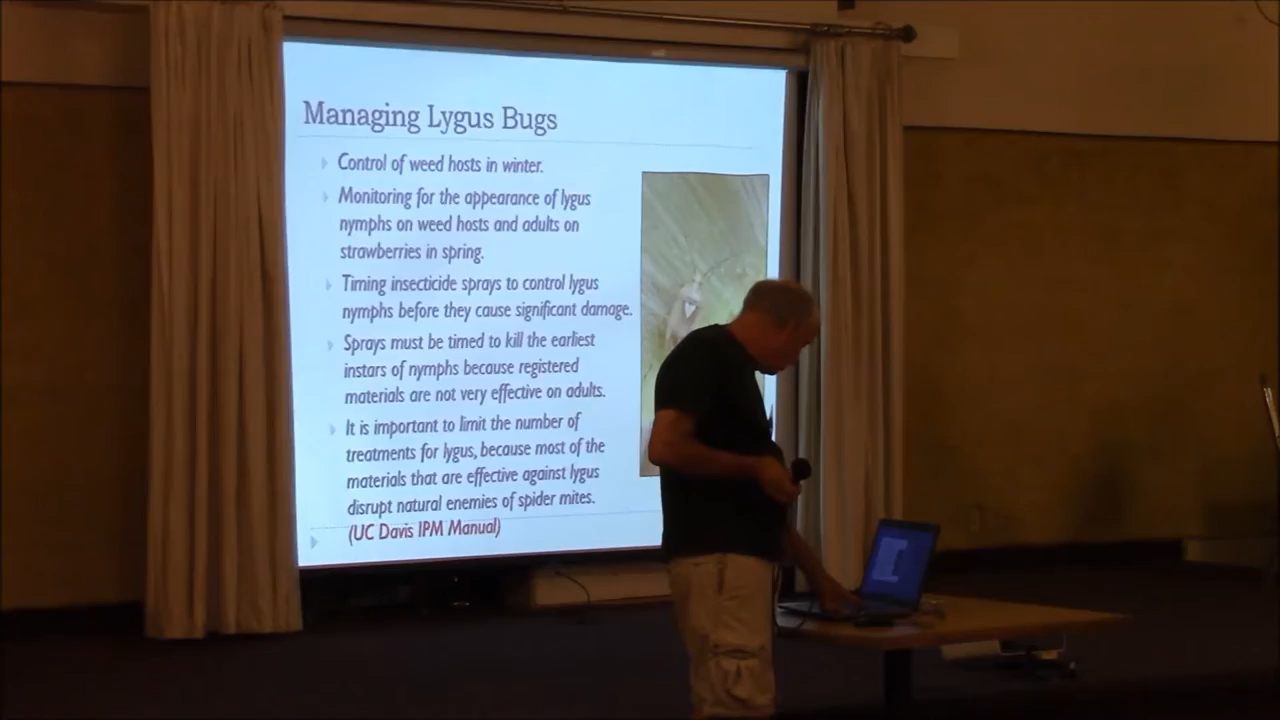 Managing Lygus Bugs
Control of weed hosts in winter.
Monitoring for the appearance of lygus
nymphs on weed hosts and adults on
strawberries in spring.
Timing insecticide sprays to control lygus
nymphs before they cause significant damage.
Sprays must be timed to kill the earliest
instars of nymphs because registered
materials are not very effective on adults.
It is important to limit the number of
treatments for lygus, because most of the
materials that are effective against lygus
disrupt natural enemies of spider mites.
(UC Davis IPM Manual)